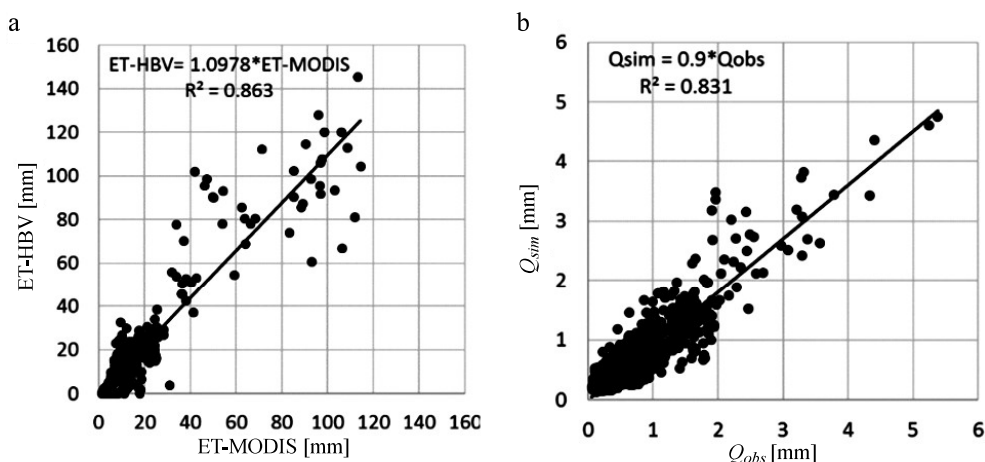 a
160
140
120
100
80
60
40
20
0
ET-HBV [mm]
ET-HBV= 1.0978*ET-MODIS
R² = 0.863
0 20 40 60 80 100 120 140 160
ET-MODIS [mm]
b
6
5
4
3
2
1
0
Qsim [mm]
Qsim = 0.9*Qobs
R² = 0.831
0 1 2 3 4 5 6
Qobs [mm]